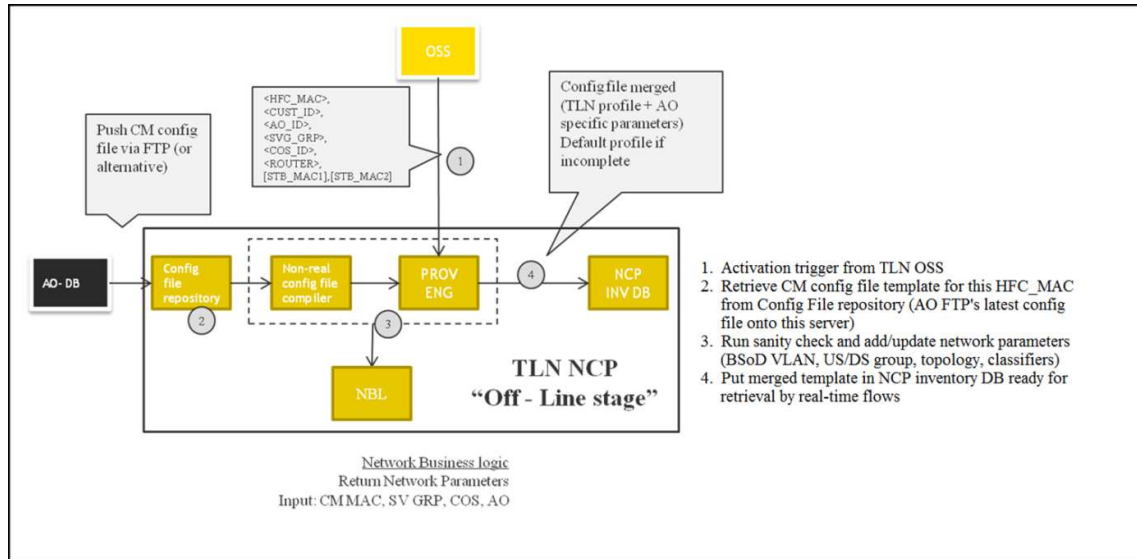 OSS
<HFC_MAC>,
<CUST_ID>,
<AO_ID>,
<SVG_GRP>,
<COS_ID>,
<ROUTER>,
[STB_MAC1],[STB_MAC2]
1
Config file merged
(TLN profile + AO
specific parameters)
Default profile if
incomplete
Push CM config
file via FTP (or
alternative)
AO- DB
Config
file
repository
2
Non-real
config file
compiler
PROV
ENG
4
NCP
INV DB
3
NBL
TLN NCP
“Off - Line stage”
1. Activation trigger from TLN OSS
2. Retrieve CM config file template for this HFC_MAC
from Config File repository (AO FTP's latest config
file onto this server)
3. Run sanity check and add/update network parameters
(BSoD VLAN, US/DS group, topology, classifiers)
4. Put merged template in NCP inventory DB ready for
retrieval by real-time flows
Network Business logic
Return Network Parameters
Input: CM MAC, SV GRP, COS, AO